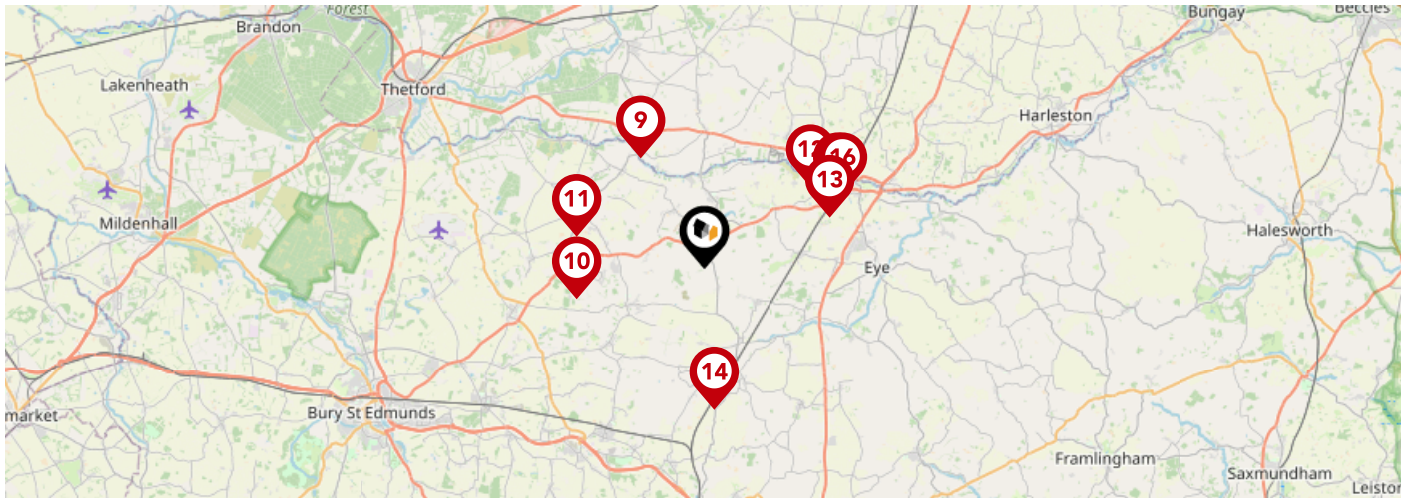 Forest
Beccles
Bungay
Brandon
Lakenheath
Thetford
Harleston
9
12
16
13
11
Mildenhall
Halesworth
10
Eye
14
market
Bury St Edmunds
Framlingham
Saxmundham
Leiston